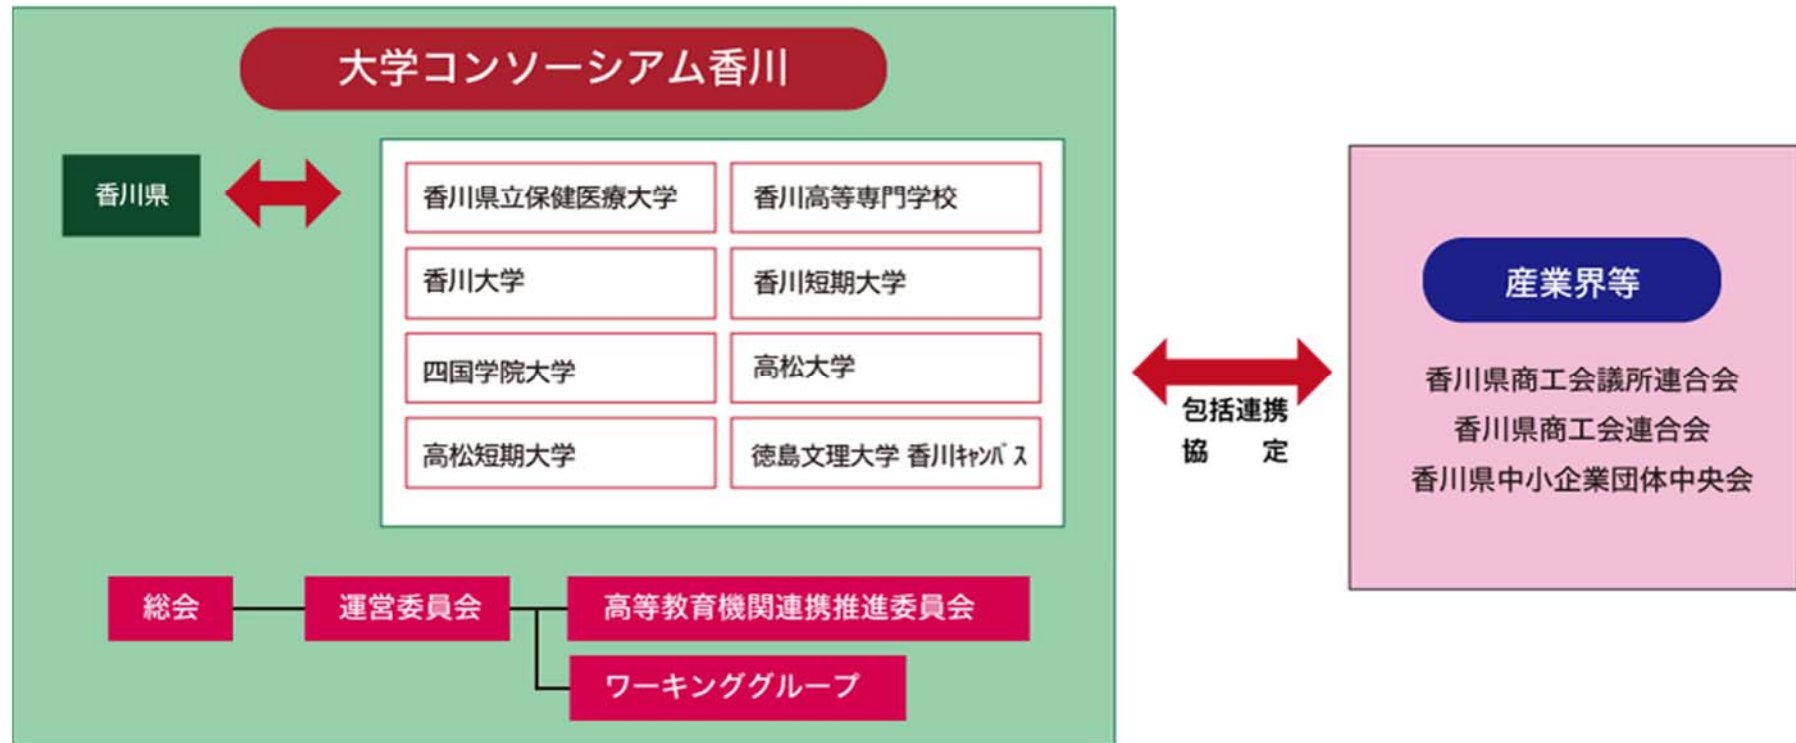 大学コンソーシアム香川
香川県
香川県立保健医療大学
香川高等専門学校
香川大学
香川短期大学
四国学院大学
高松大学
高松短期大学
徳島文理大学 香川ｷｬﾝﾊﾟｽ
総会
運営委員会
高等教育機関連携推進委員会
ワーキンググループ
包括連携
協　定
産業界等
香川県商工会議所連合会
香川県商工会連合会
香川県中小企業団体中央会